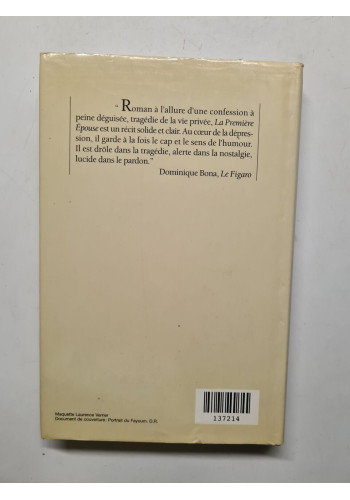 " Roman à l'allure d'une confession à
peine déguisée, tragédie de la vie privée, La Première
Épouse est un récit solide et clair. Au cœur de la dépres-
sion, il garde à la fois le cap et le sens de l'humour.
Il est drôle dans la tragédie, alerte dans la nostalgie,
lucide dans le pardon."
Dominique Bona, Le Figaro
Maquette Laurence Verrier
Document de couverture : Portrait du Fayoum. D.R.
137214